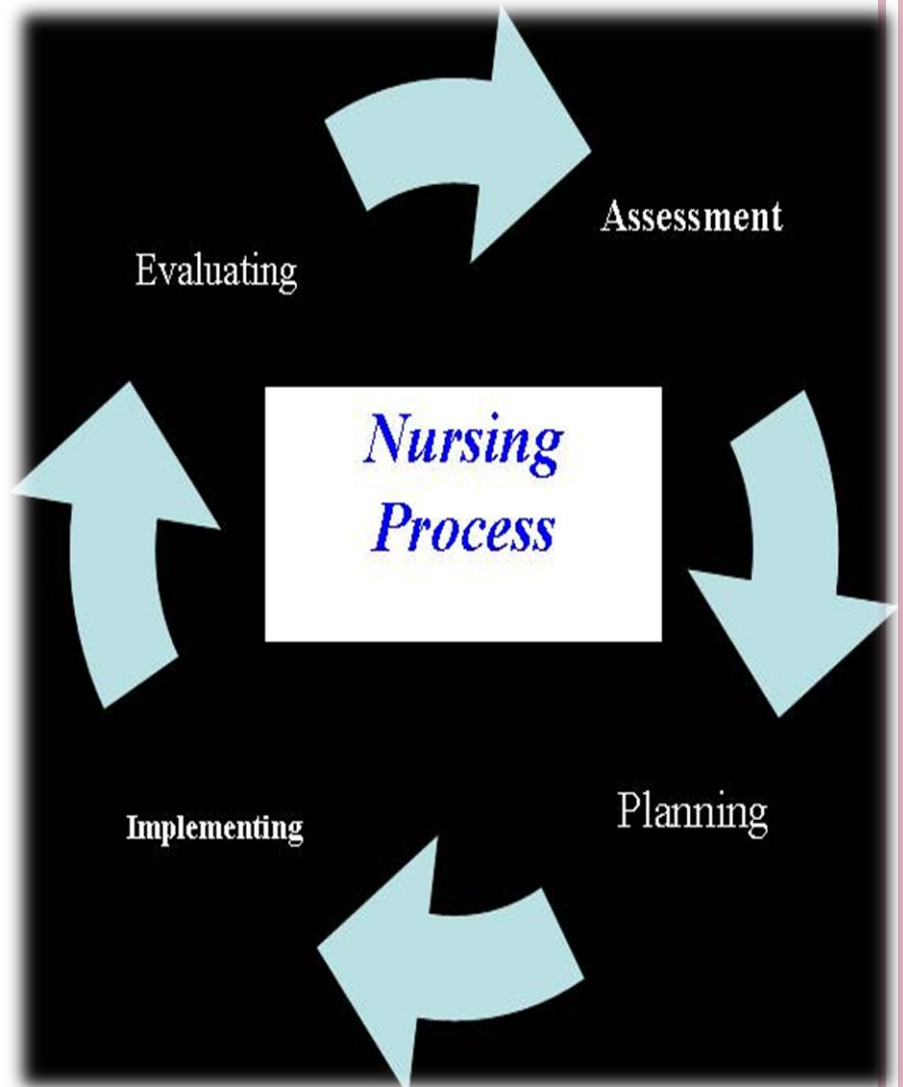 Assessment
Evaluating
Nursing
Process
Planning
Implementing